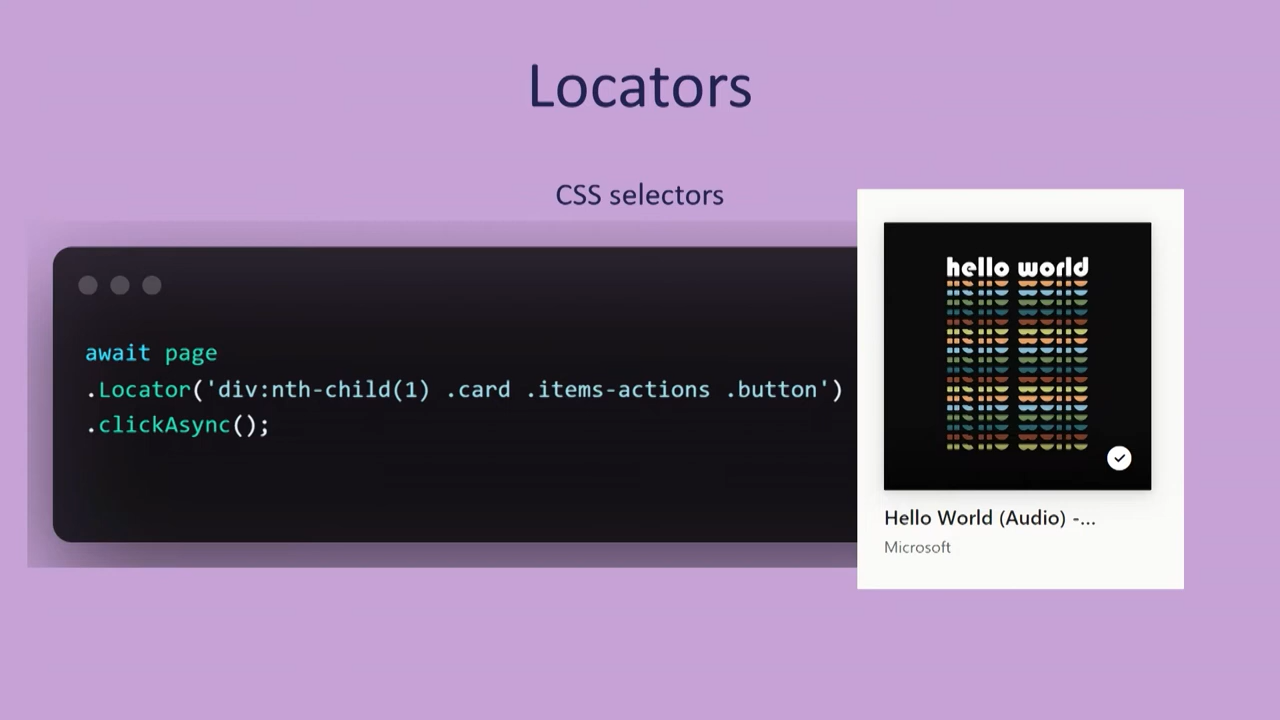 Locators
CSS selectors
await page
.Locator('div:nth-child(1) .card .items-actions .button')
.clickAsync();
hello world
Hello World (Audio) -...
Microsoft